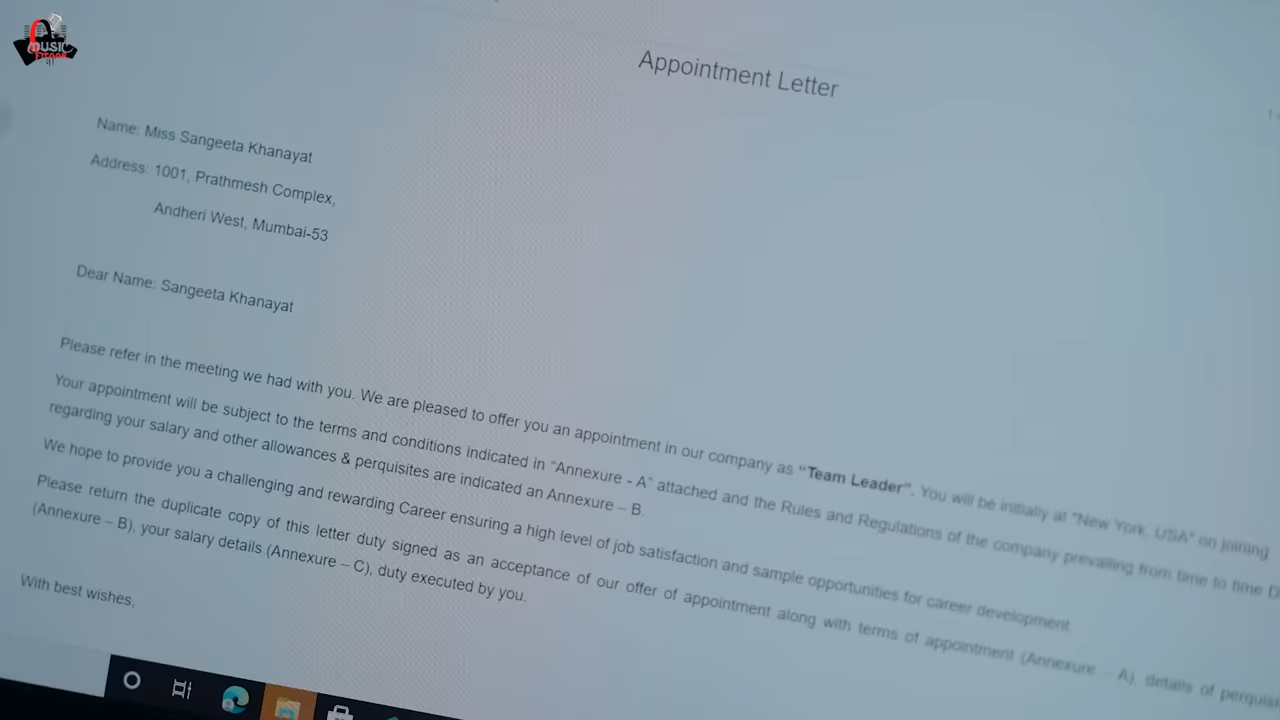 MUSIC
Appointment Letter
Name: Miss Sangeeta Khanayat
Address: 1001, Prathmesh Complex,
Andheri West, Mumbai-53
Dear Name: Sangeeta Khanayat
Please refer in the meeting we had with you. We are pleased to offer you an appointment in our company as “Team Leader”. You will be initially at "New York, USA" on joining
Your appointment will be subject to the terms and conditions indicated in “Annexure - A” attached and the Rules and Regulations of the company prevailing from time to time D
regarding your salary and other allowances & perquisites are indicated an Annexure – B.
We hope to provide you a challenging and rewarding Career ensuring a high level of job satisfaction and sample opportunities for career development.
Please return the duplicate copy of this letter duty signed as an acceptance of our offer of appointment along with terms of appointment (Annexure - A), details of perquis
(Annexure – B), your salary details (Annexure – C), duty executed by you.
With best wishes,